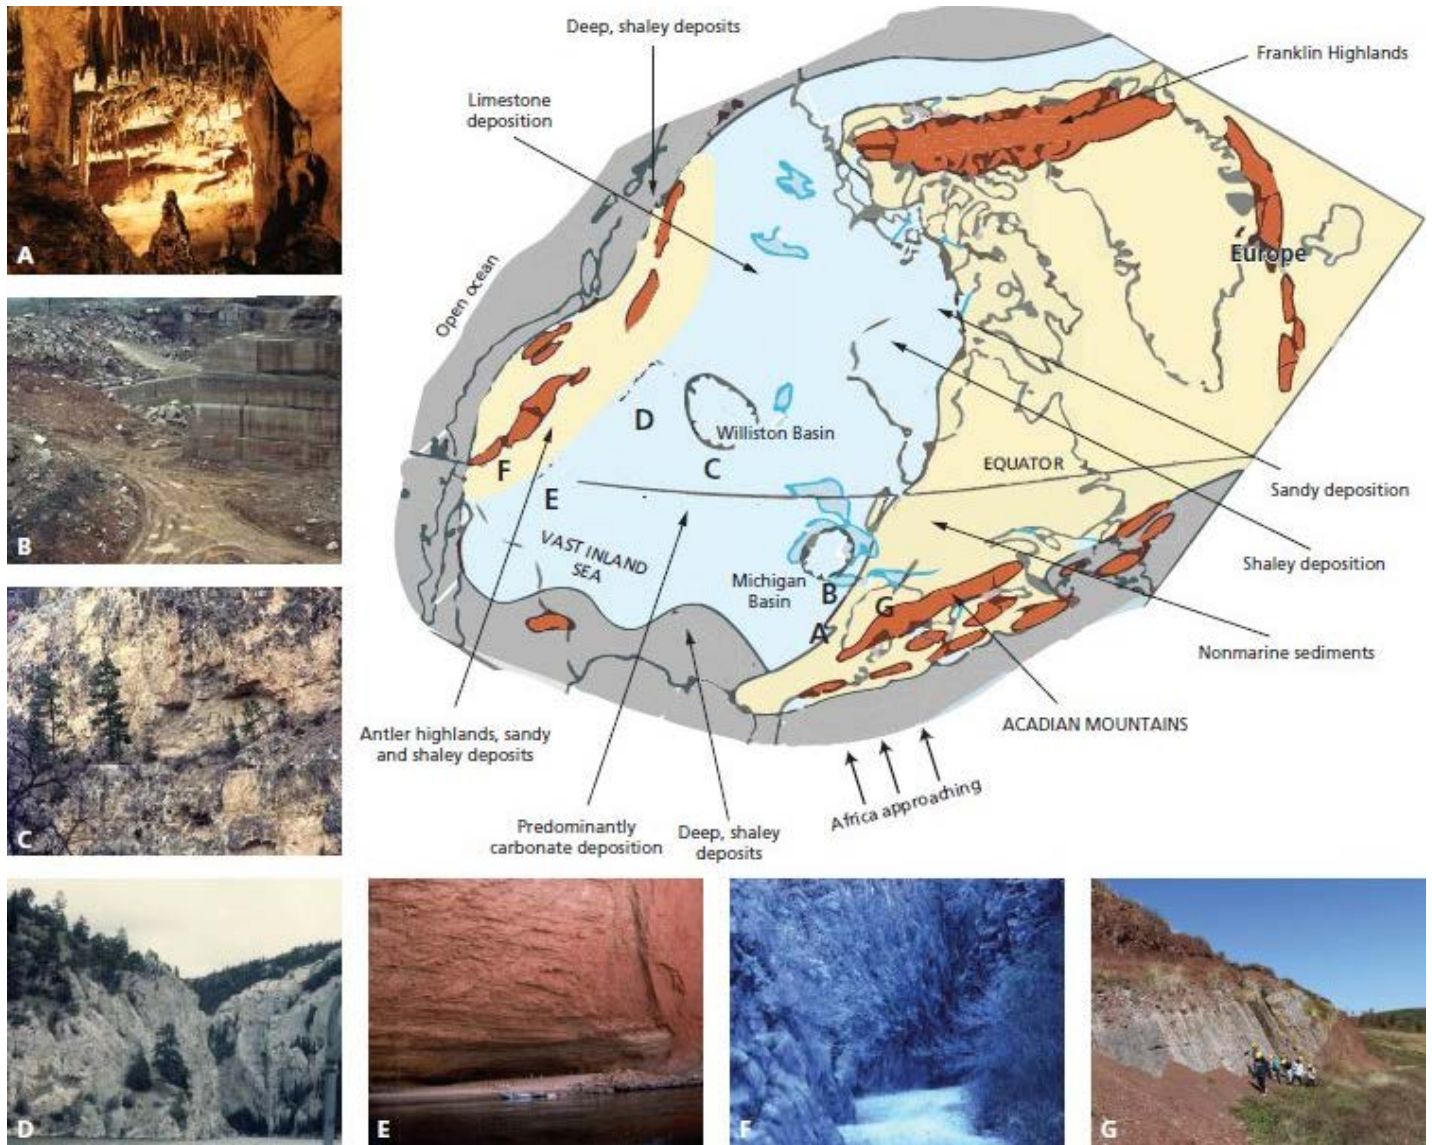 Deep, shaley deposits
Franklin Highlands
Limestone
deposition
A
Europe
Open ocean
B
D
Williston Basin
F
C
EQUATOR
E
Sandy deposition
VAST INLAND
SEA
Shaley deposition
Michigan
Basin
B
G
A
Nonmarine sediments
Antler highlands, sandy
and shaley deposits
ACADIAN MOUNTAINS
Africa approaching
Predominantly
carbonate deposition
Deep, shaley
deposits
C
D
E
F
G